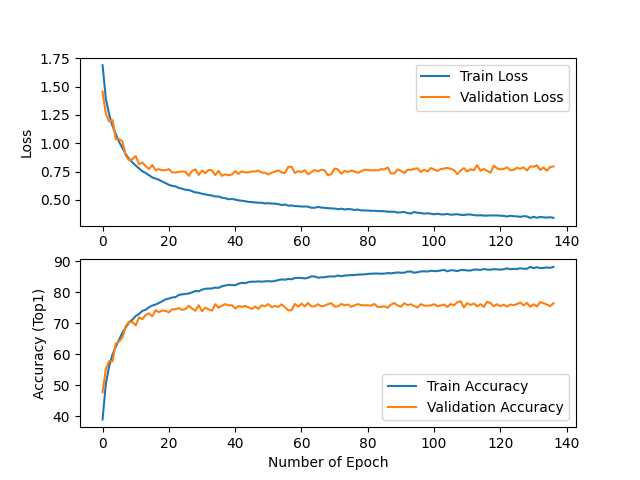 1.75
1.50
1.25
1.00
0.75
0.50
Loss
Train Loss
Validation Loss
0 20 40 60 80 100 120 140
90
80
70
60
50
40
Accuracy (Top1)
Train Accuracy
Validation Accuracy
0 20 40 60 80 100 120 140
Number of Epoch